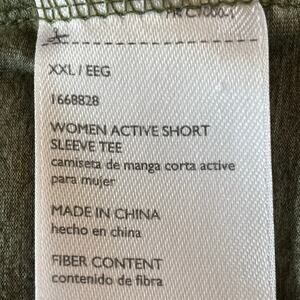 XXL / EEG
1668828
WOMEN ACTIVE SHORT
SLEEVE TEE
camiseta de manga corta active
para mujer
MADE IN CHINA
hecho en china
FIBER CONTENT
contenido de fibra